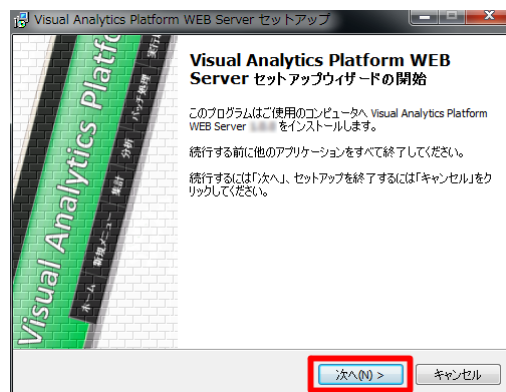 Visual Analytics Platform WEB Server セットアップ
Visual Analytics Platform WEB
Server セットアップウィザードの開始
このプログラムはご使用のコンピュータへ Visual Analytics Platform
WEB Server をインストールします。
続行する前に他のアプリケーションをすべて終了してください。
続行するには「次へ」、セットアップを終了するには「キャンセル」をク
リックしてください。
Visual Analytics Platfo
ホーム 新規メニュー 集計 分析 バッチ処理 実行
次へ(N) >
キャンセル